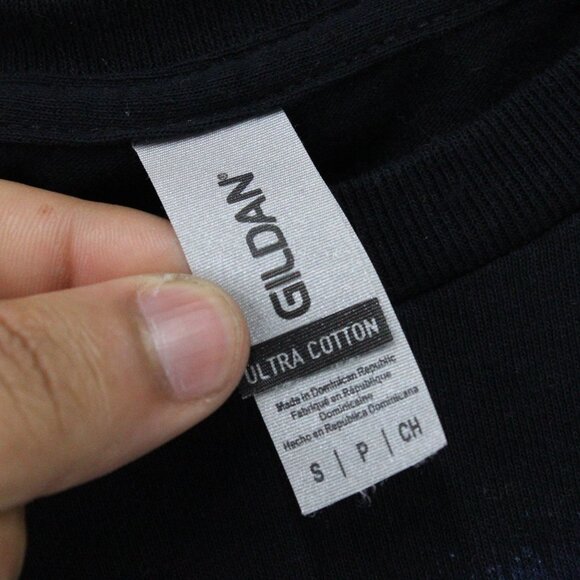 GILDAN®
ULTRA COTTON
Made in Dominican Republic
Fabriqué en République
Dominicaine
Hecho en República Dominicana
S | P | CH